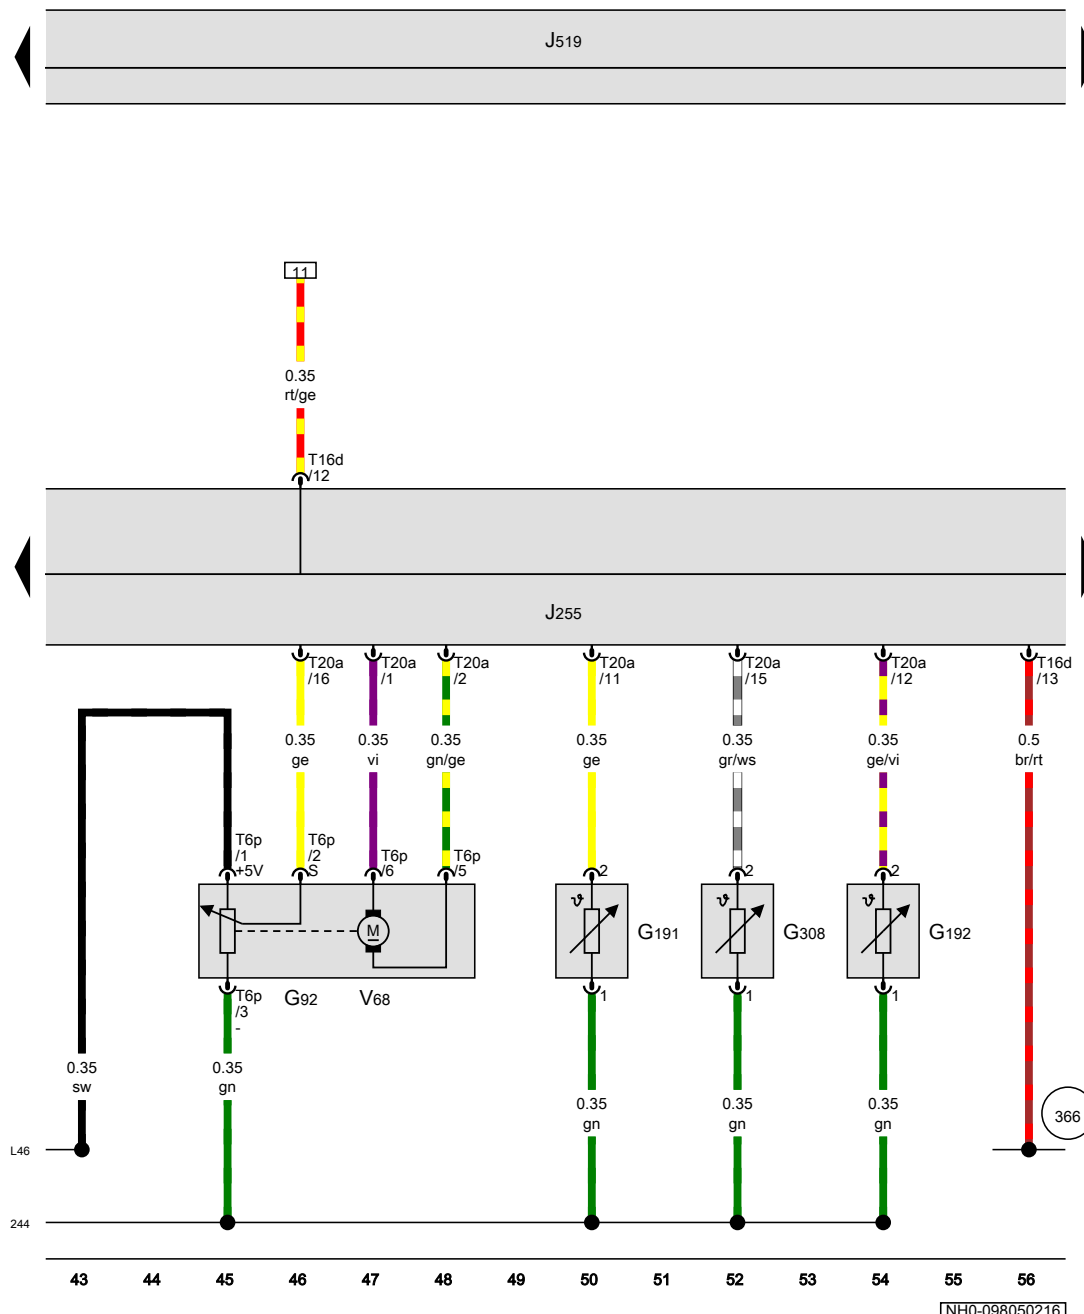 J519
11
0.35
rt/ge
T16d
/12
J255
T20a
/16
T20a
/1
T20a
/2
T20a
/11
T20a
/15
T20a
/12
T16d
/13
0.35
ge
0.35
vi
0.35
gn/ge
0.35
ge
0.35
gr/ws
0.35
ge/vi
0.5
br/rt
T6p
/1
+5V
T6p
/2
S
T6p
/6
T6p
/5
2
2
2
M
G191
G308
G192
T6p
/3
-
G92
V68
1
1
1
0.35
sw
0.35
gn
0.35
gn
0.35
gn
0.35
gn
366
L46
244
43 44 45 46 47 48 49 50 51 52 53 54 55 56
NH0-098050216